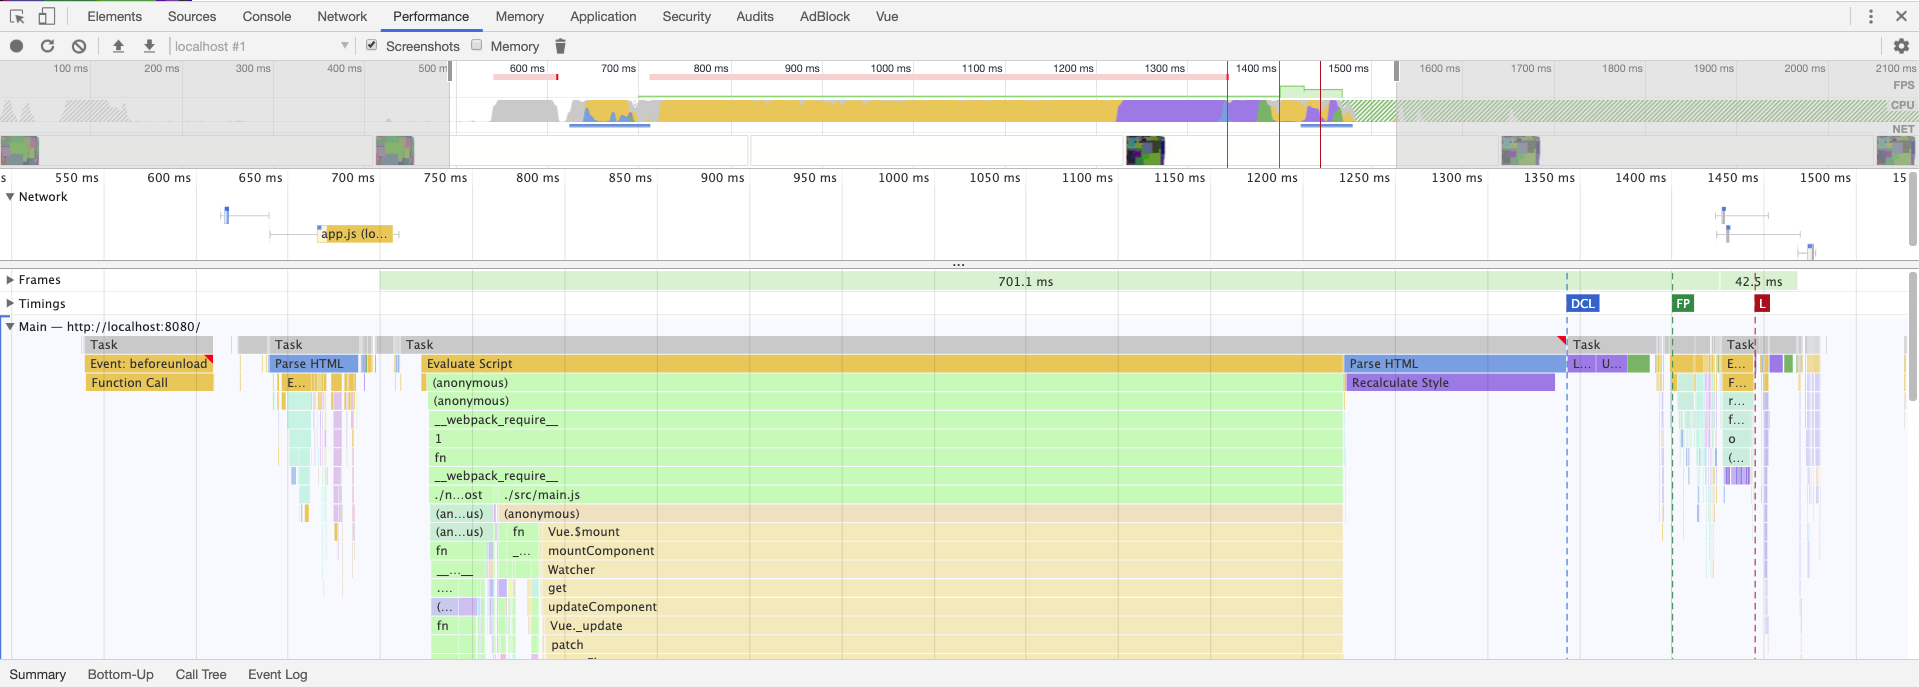 Elements Sources Console Network Performance Memory Application Security Audits AdBlock Vue
localhost #1 Screenshots Memory
100 ms 200 ms 300 ms 400 ms 500 m 600 ms 700 ms 800 ms 900 ms 1000 ms 1100 ms 1200 ms 1300 ms 1400 ms 1500 ms 1600 ms 1700 ms 1800 ms 1900 ms 2000 ms 2100 ms
FPS
CPU
NET
s 550 ms 600 ms 650 ms 700 ms 750 ms 800 ms 850 ms 900 ms 950 ms 1000 ms 1050 ms 1100 ms 1150 ms 1200 ms 1250 ms 1300 ms 1350 ms 1400 ms 1450 ms 1500 ms 15
Network
app.js (lo...
...
Frames 701.1 ms 42.5 ms
Timings DCL FP L
Main — http://localhost:8080/
Task Task Task Task Task
Event: beforeunload Parse HTML Evaluate Script Parse HTML L... U... E...
Function Call E... (anonymous) Recalculate Style F...
(anonymous) r...
__webpack_require__ f...
1 o
fn (...
__webpack_require__
./n...ost ./src/main.js
(an...us) (anonymous)
(an...us) fn Vue.$mount
fn _... mountComponent
__...__ Watcher
.... get
(... updateComponent
fn Vue._update
patch
Summary Bottom-Up Call Tree Event Log